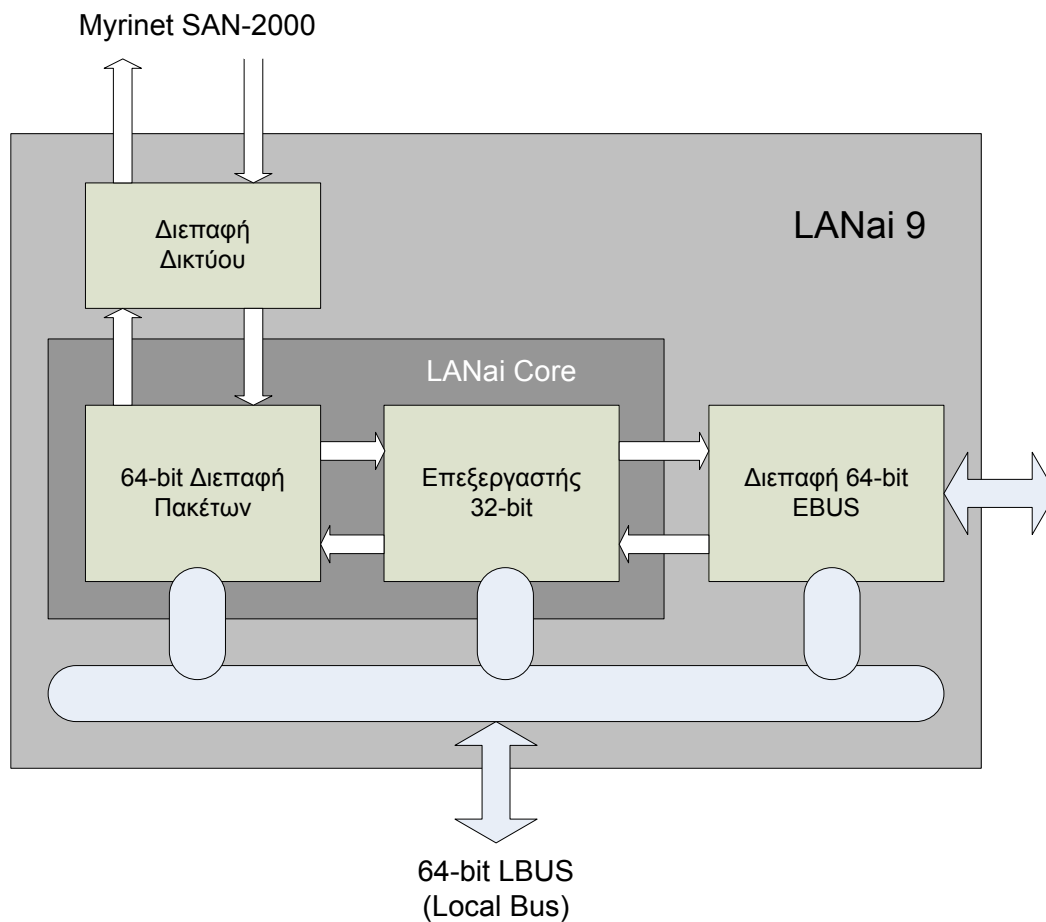 Myrinet SAN-2000
Διεπαφή
Δικτύου
LANai 9
LANai Core
64-bit Διεπαφή
Πακέτων
Επεξεργαστής
32-bit
Διεπαφή 64-bit
EBUS
64-bit LBUS
(Local Bus)